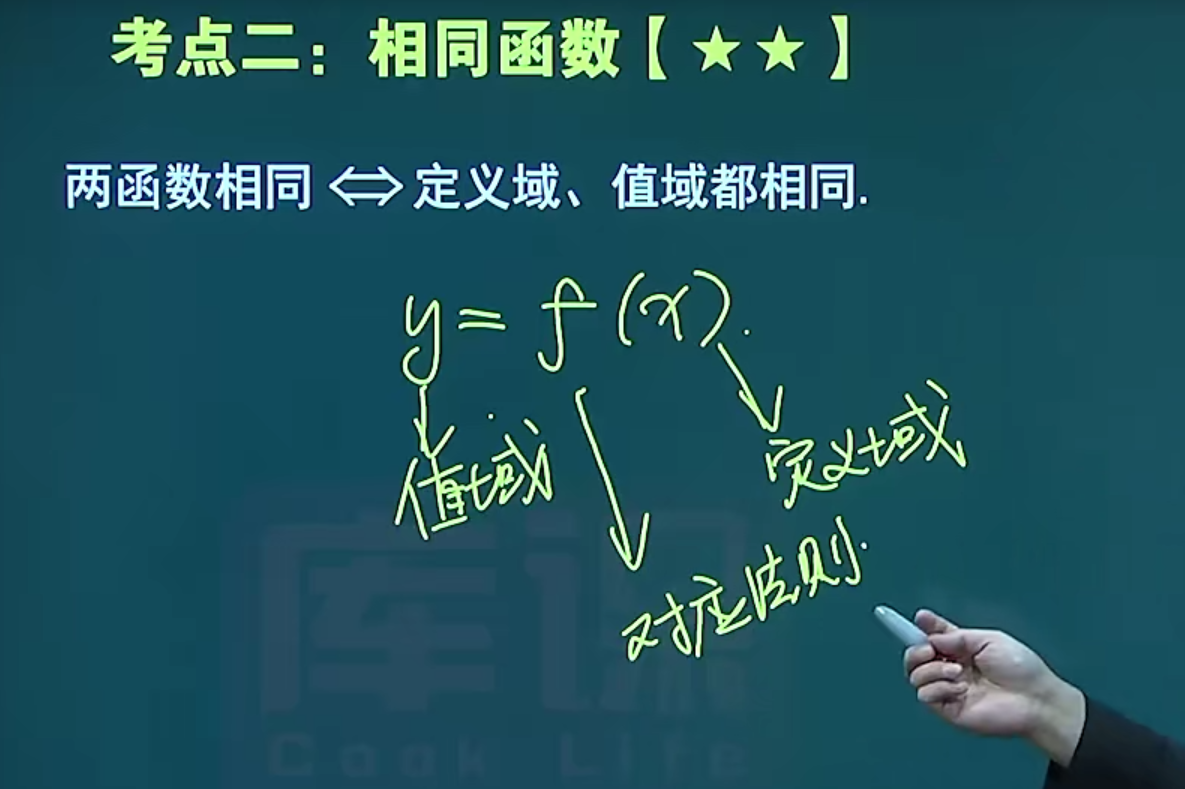 考点二：相同函数【★★】
两函数相同⇔定义域、值域都相同.
y = f(x).
值域
定义域
对应法则.
库课
Cook Life